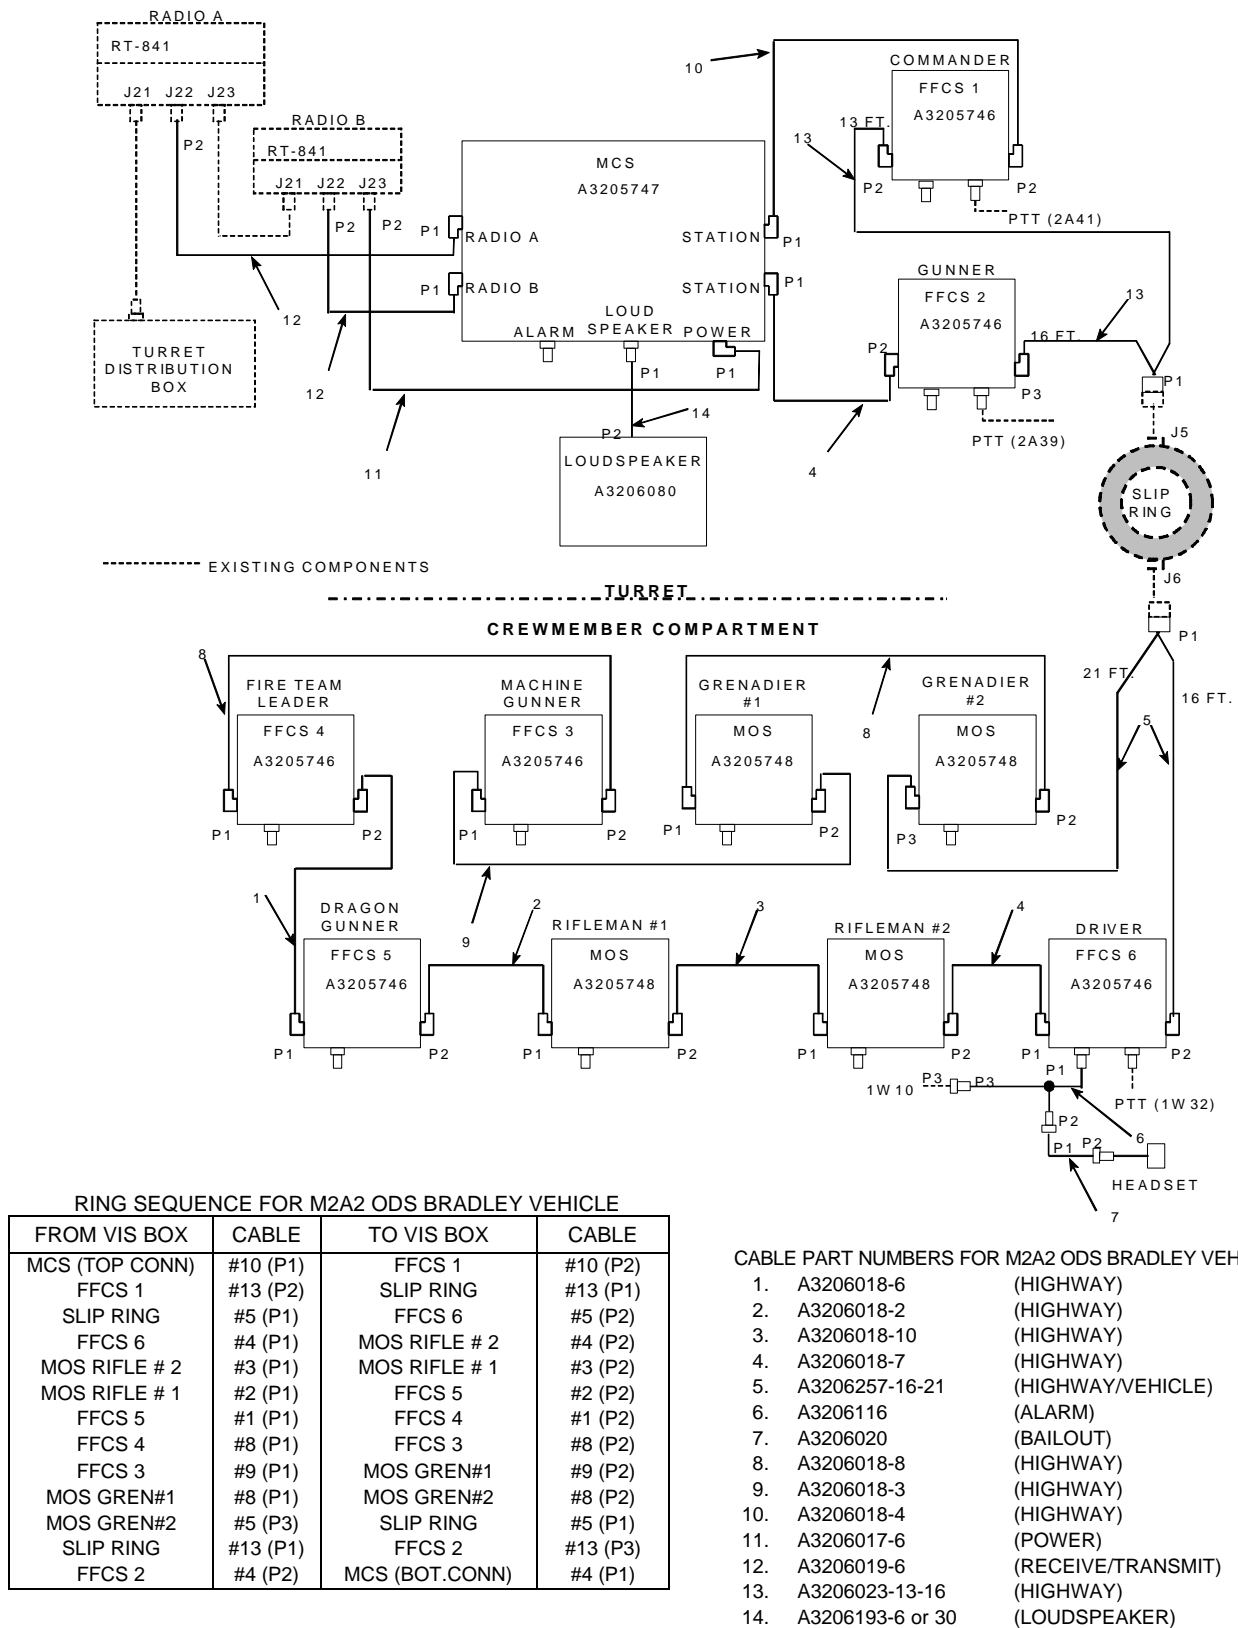 RADIO A
RT-841
J21 J22 J23
P2
RADIO B
RT-841
J21 J22 J23
P2 P2
12
12
11
TURRET
DISTRIBUTION
BOX
MCS
A3205747
P1 RADIO A
P1 RADIO B
STATION P1
STATION P1
ALARM
LOUD
SPEAKER
POWER
P1 P1
14
P2
LOUDSPEAKER
A3206080
10
COMMANDER
FFCS 1
A3205746
13 FT.
13
P2 P2
PTT (2A41)
GUNNER
FFCS 2
A3205746
13
16 FT.
P2
P3
P1
4
PTT (2A39)
J5
SLIP
RING
J6
P1
EXISTING COMPONENTS
TURRET
CREWMEMBER COMPARTMENT
8
FIRE TEAM
LEADER
FFCS 4
A3205746
P1 P2
MACHINE
GUNNER
FFCS 3
A3205746
P1 P2
GRENADIER
#1
MOS
A3205748
P1 P2
8
GRENADIER
#2
MOS
A3205748
P3 P2
21 FT.
16 FT.
5
1
DRAGON
GUNNER
FFCS 5
A3205746
P1 P2
9
2
RIFLEMAN #1
MOS
A3205748
P1 P2
3
RIFLEMAN #2
MOS
A3205748
P1 P2
4
DRIVER
FFCS 6
A3205746
P1 P2
P1
1W10 P3 P3
PTT (1W32)
P2
6
P1 P2
HEADSET
7
RING SEQUENCE FOR M2A2 ODS BRADLEY VEHICLE
FROM VIS BOX CABLE TO VIS BOX CABLE
MCS (TOP CONN) #10 (P1) FFCS 1 #10 (P2)
FFCS 1 #13 (P2) SLIP RING #13 (P1)
SLIP RING #5 (P1) FFCS 6 #5 (P2)
FFCS 6 #4 (P1) MOS RIFLE # 2 #4 (P2)
MOS RIFLE # 2 #3 (P1) MOS RIFLE # 1 #3 (P2)
MOS RIFLE # 1 #2 (P1) FFCS 5 #2 (P2)
FFCS 5 #1 (P1) FFCS 4 #1 (P2)
FFCS 4 #8 (P1) FFCS 3 #8 (P2)
FFCS 3 #9 (P1) MOS GREN#1 #9 (P2)
MOS GREN#1 #8 (P1) MOS GREN#2 #8 (P2)
MOS GREN#2 #5 (P3) SLIP RING #5 (P1)
SLIP RING #13 (P1) FFCS 2 #13 (P3)
FFCS 2 #4 (P2) MCS (BOT.CONN) #4 (P1)
CABLE PART NUMBERS FOR M2A2 ODS BRADLEY VEH
1. A3206018-6 (HIGHWAY)
2. A3206018-2 (HIGHWAY)
3. A3206018-10 (HIGHWAY)
4. A3206018-7 (HIGHWAY)
5. A3206257-16-21 (HIGHWAY/VEHICLE)
6. A3206116 (ALARM)
7. A3206020 (BAILOUT)
8. A3206018-8 (HIGHWAY)
9. A3206018-3 (HIGHWAY)
10. A3206018-4 (HIGHWAY)
11. A3206017-6 (POWER)
12. A3206019-6 (RECEIVE/TRANSMIT)
13. A3206023-13-16 (HIGHWAY)
14. A3206193-6 or 30 (LOUDSPEAKER)